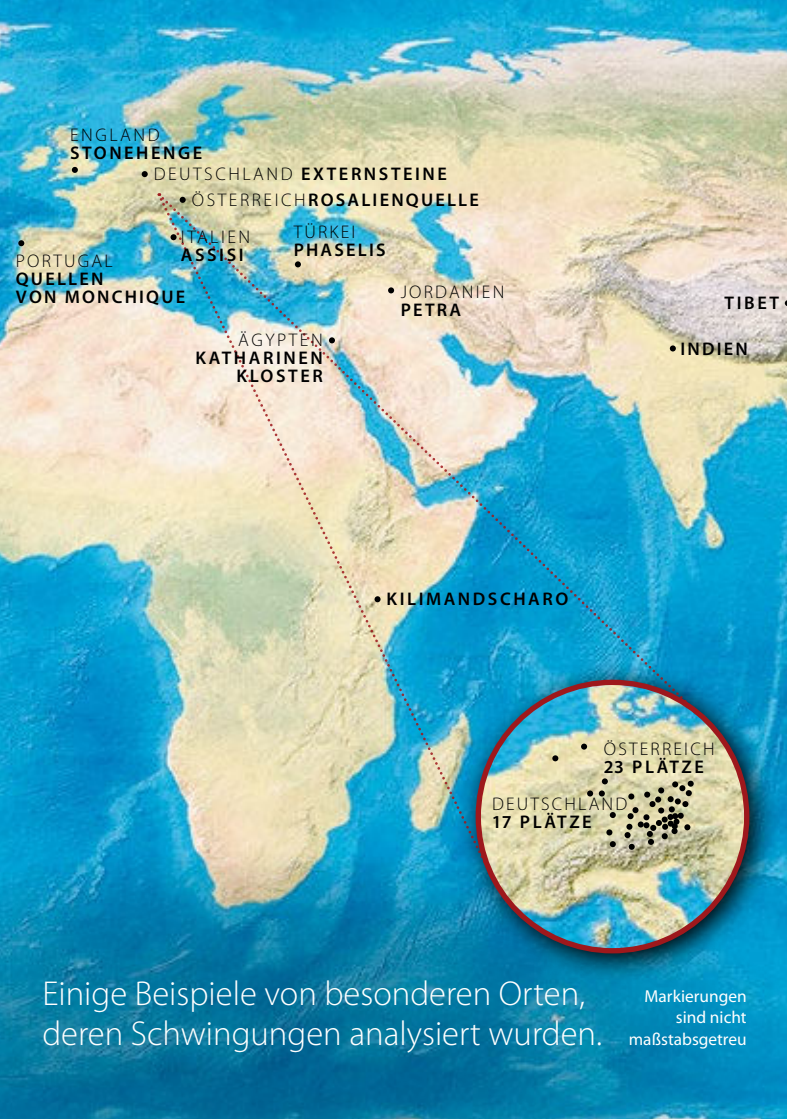 ENGLAND
STONEHENGE
DEUTSCHLAND EXTERNSTEINE
ÖSTERREICH ROSALIENQUELLE
ITALIEN
ASSISI
TÜRKEI
PHASELIS
PORTUGAL
QUELLEN
VON MONCHIQUE
JORDANIEN
PETRA
TIBET
INDIEN
ÄGYPTEN
KATHARINEN
KLOSTER
KILIMANDSCHARO
ÖSTERREICH
23 PLÄTZE
DEUTSCHLAND
17 PLÄTZE
Einige Beispiele von besonderen Orten,
deren Schwingungen analysiert wurden.
Markierungen
sind nicht
maßstabsgetreu